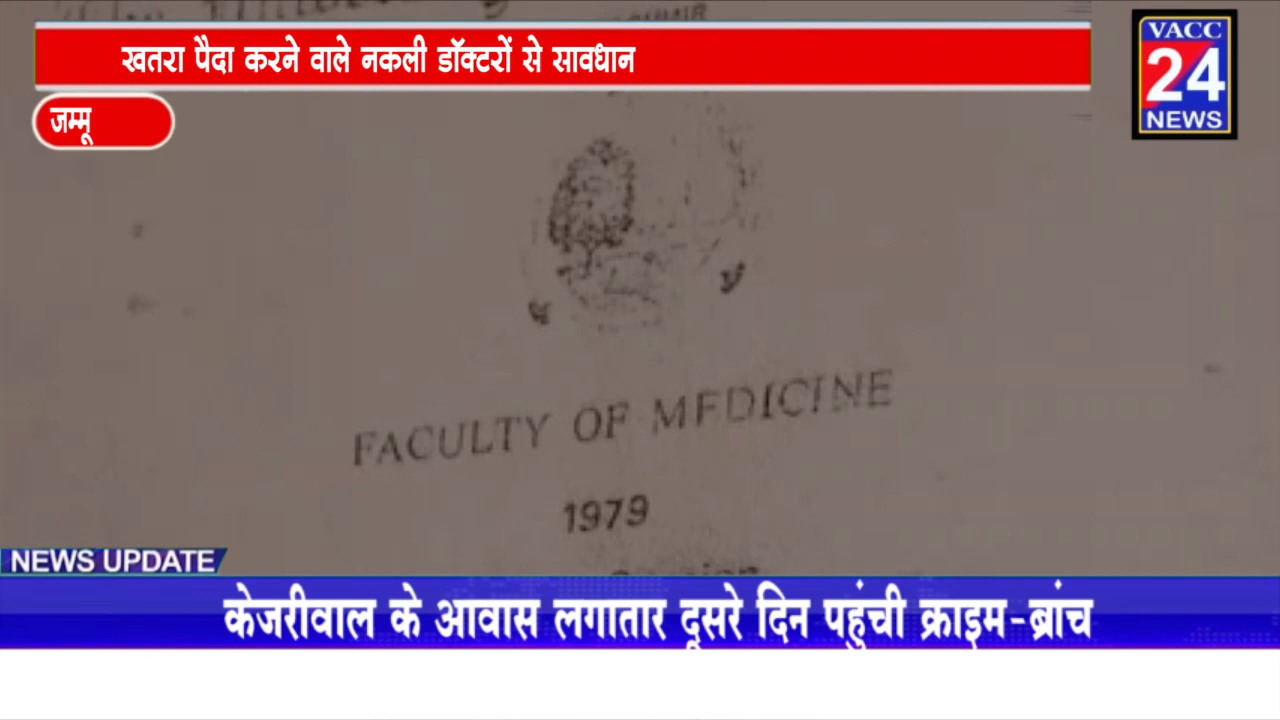 खतरा पैदा करने वाले नकली डॉक्टरों से सावधान
VACC
24
NEWS
जम्मू
FACULTY OF MEDICINE
1979
NEWS UPDATE
केजरीवाल के आवास लगातार दूसरे दिन पहुंची क्राइम-ब्रांच